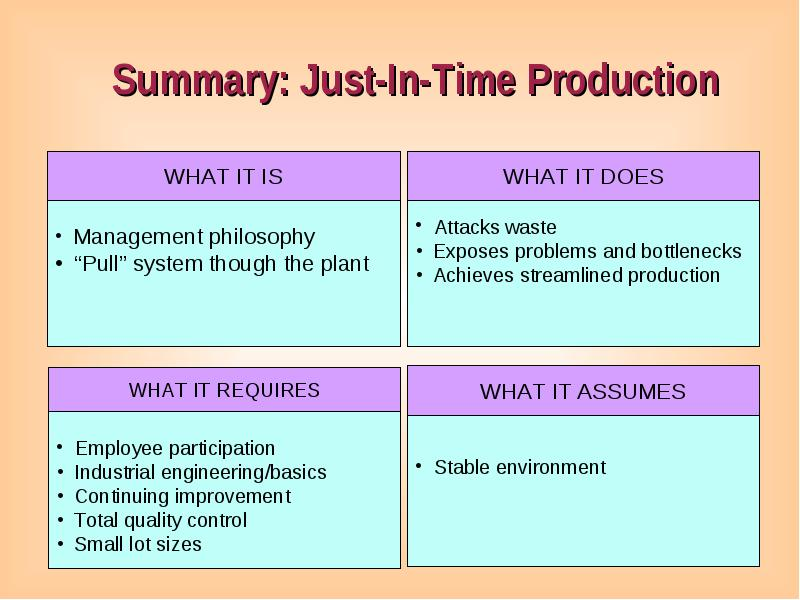 Summary: Just-In-Time Production
WHAT IT IS
• Management philosophy
• “Pull” system though the plant
WHAT IT DOES
• Attacks waste
• Exposes problems and bottlenecks
• Achieves streamlined production
WHAT IT REQUIRES
• Employee participation
• Industrial engineering/basics
• Continuing improvement
• Total quality control
• Small lot sizes
WHAT IT ASSUMES
• Stable environment